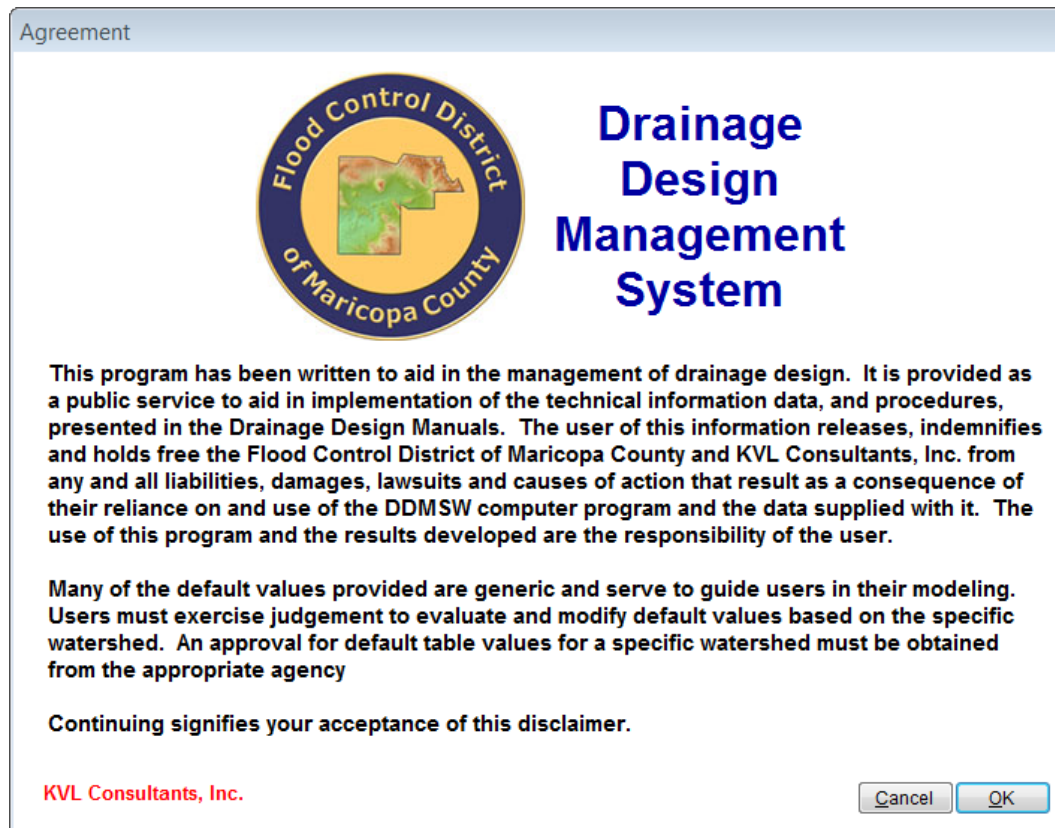 Agreement
Flood Control District
of Maricopa County
Drainage
Design
Management
System
This program has been written to aid in the management of drainage design.  It is provided as
a public service to aid in implementation of the technical information data, and procedures,
presented in the Drainage Design Manuals.  The user of this information releases, indemnifies
and holds free the Flood Control District of Maricopa County and KVL Consultants, Inc. from
any and all liabilities, damages, lawsuits and causes of action that result as a consequence of
their reliance on and use of the DDMSW computer program and the data supplied with it.  The
use of this program and the results developed are the responsibility of the user.
Many of the default values provided are generic and serve to guide users in their modeling.
Users must exercise judgement to evaluate and modify default values based on the specific
watershed.  An approval for default table values for a specific watershed must be obtained
from the appropriate agency
Continuing signifies your acceptance of this disclaimer.
KVL Consultants, Inc.
Cancel
OK